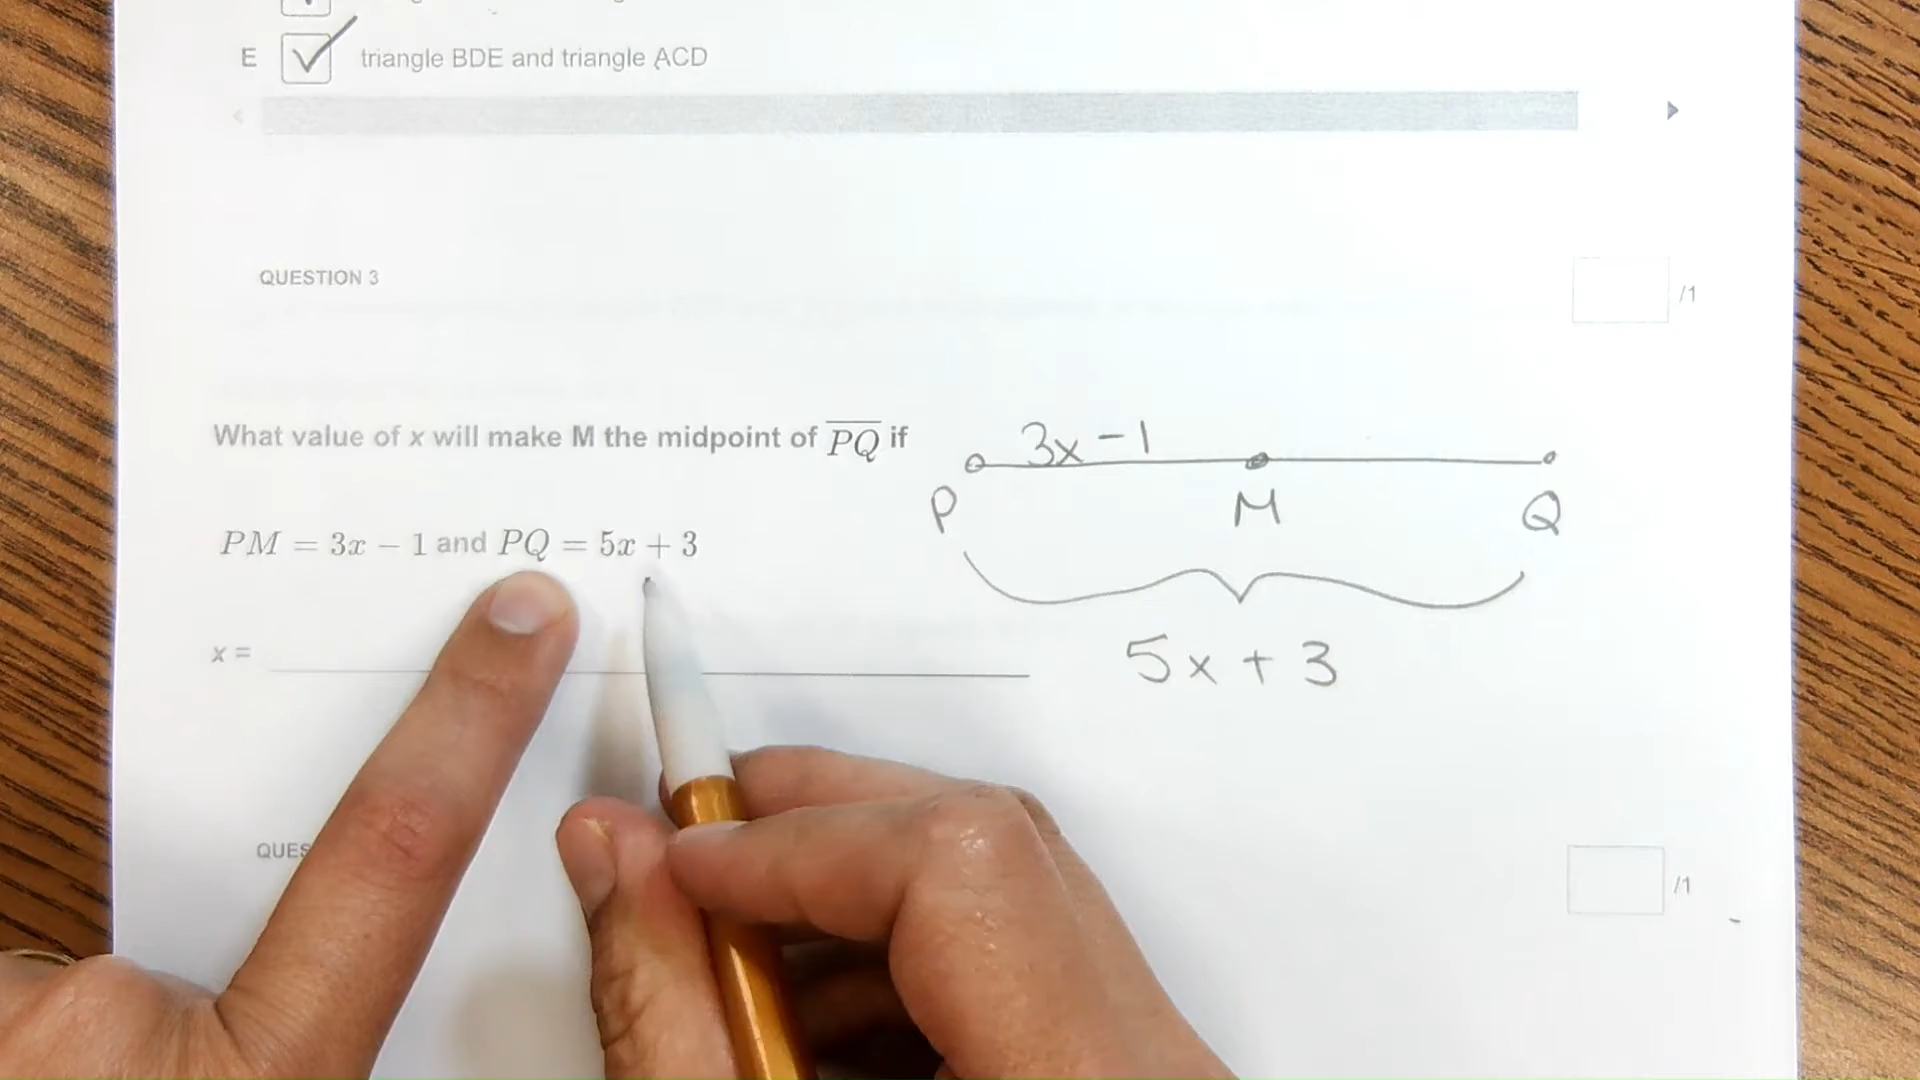 E triangle BDE and triangle ACD
QUESTION 3
/1
What value of x will make M the midpoint of \overline{PQ} if
3x - 1
P M Q
PM = 3x - 1 and PQ = 5x + 3
x =
5x + 3
/1